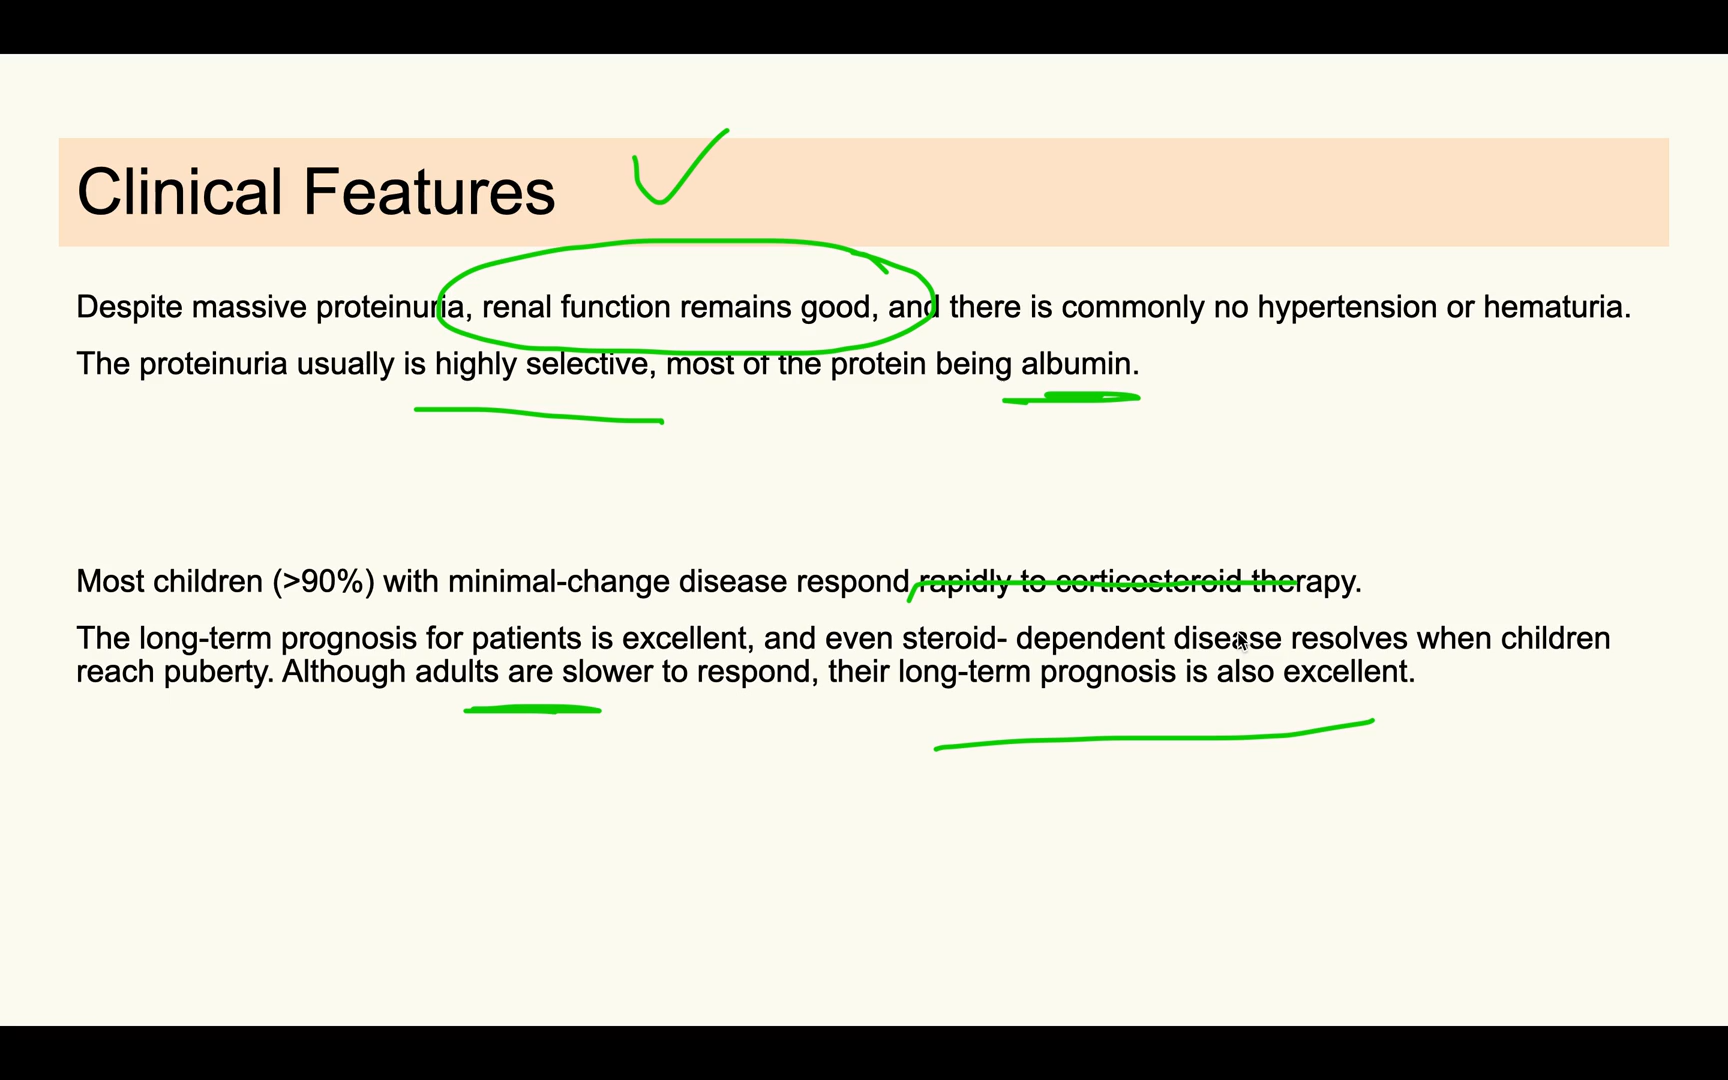 Clinical Features
Despite massive proteinuria, renal function remains good, and there is commonly no hypertension or hematuria.
The proteinuria usually is highly selective, most of the protein being albumin.
Most children (>90%) with minimal-change disease respond rapidly to corticosteroid therapy.
The long-term prognosis for patients is excellent, and even steroid- dependent disease resolves when children
reach puberty. Although adults are slower to respond, their long-term prognosis is also excellent.